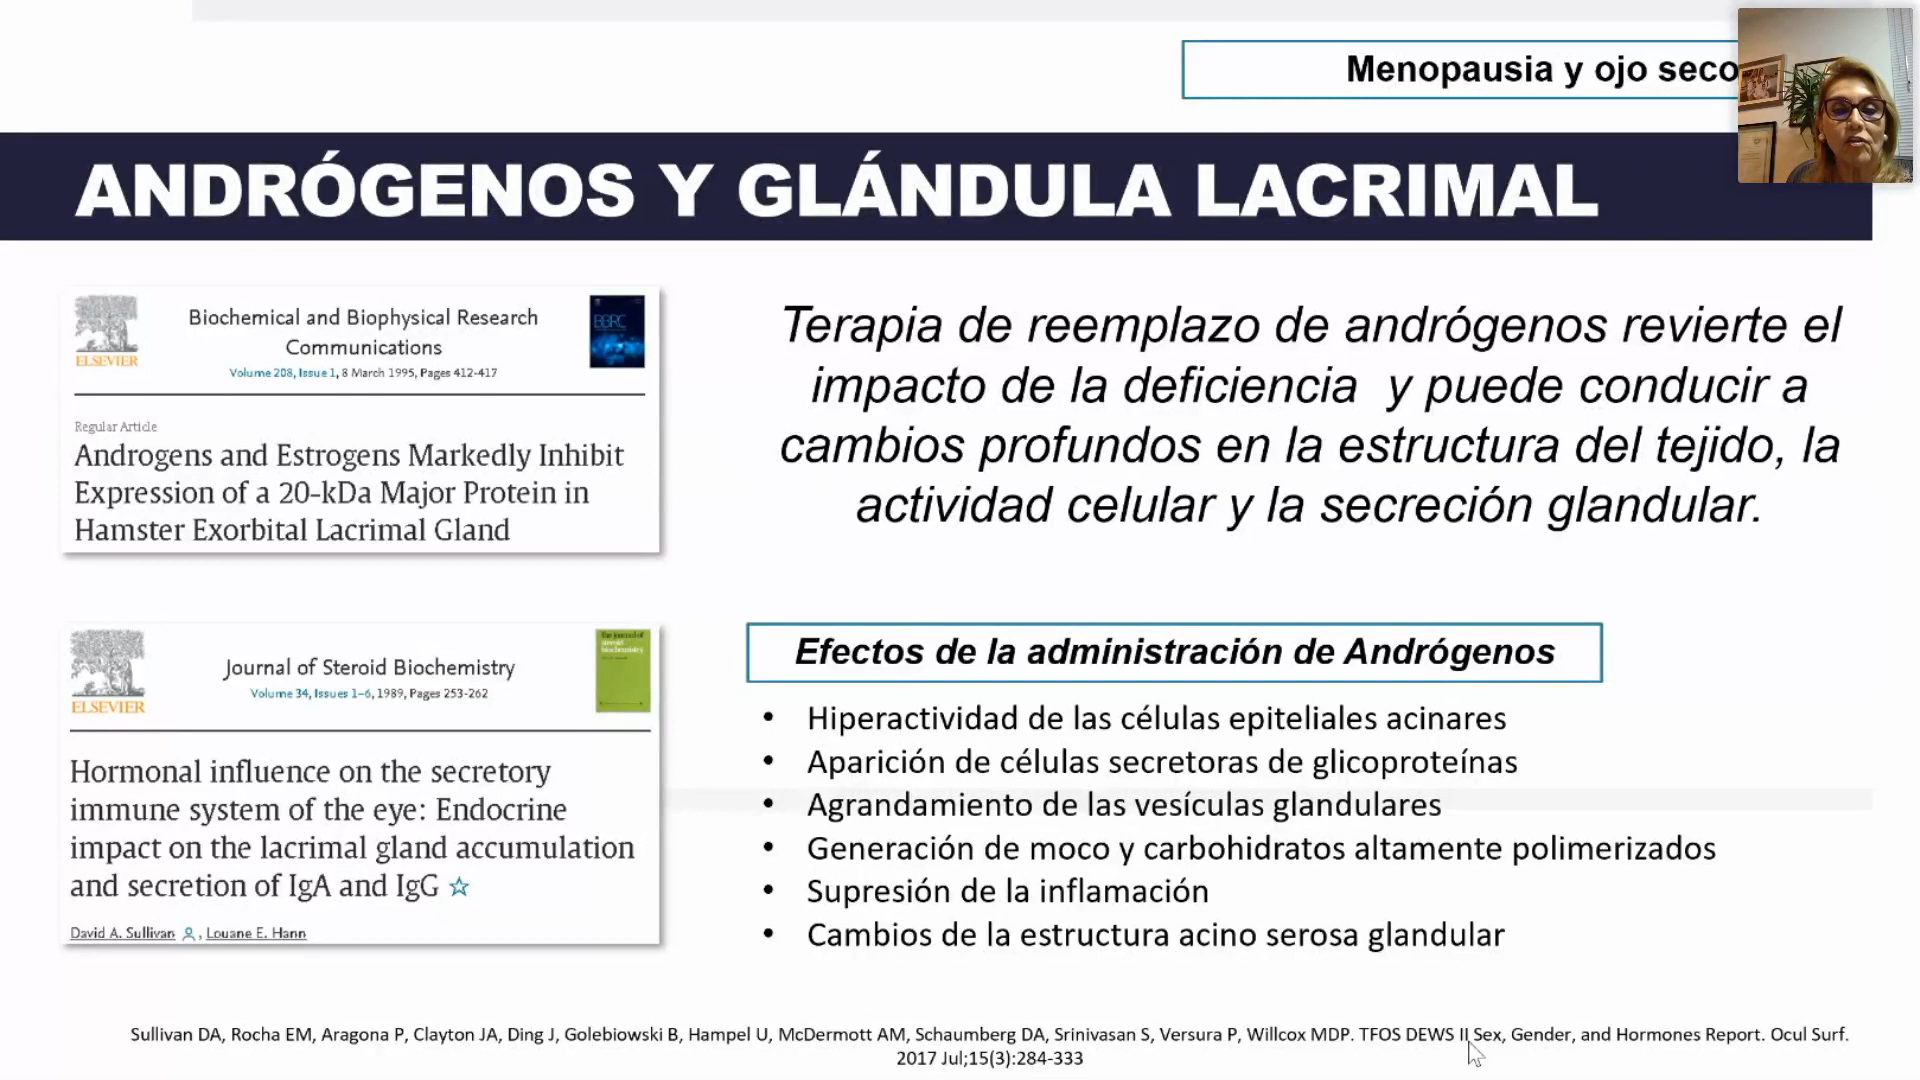 Menopausia y ojo seco
ANDRÓGENOS Y GLÁNDULA LACRIMAL
ELSEVIER
Biochemical and Biophysical Research
Communications
Volume 208, Issue 1, 8 March 1995, Pages 412-417
BBRC
Regular Article
Androgens and Estrogens Markedly Inhibit
Expression of a 20-kDa Major Protein in
Hamster Exorbital Lacrimal Gland
Terapia de reemplazo de andrógenos revierte el
impacto de la deficiencia y puede conducir a
cambios profundos en la estructura del tejido, la
actividad celular y la secreción glandular.
ELSEVIER
Journal of Steroid Biochemistry
Volume 34, Issues 1–6, 1989, Pages 253-262
Hormonal influence on the secretory
immune system of the eye: Endocrine
impact on the lacrimal gland accumulation
and secretion of IgA and IgG ☆
David A. Sullivan, Louane E. Hann
Efectos de la administración de Andrógenos
• Hiperactividad de las células epiteliales acinares
• Aparición de células secretoras de glicoproteínas
• Agrandamiento de las vesículas glandulares
• Generación de moco y carbohidratos altamente polimerizados
• Supresión de la inflamación
• Cambios de la estructura acino serosa glandular
Sullivan DA, Rocha EM, Aragona P, Clayton JA, Ding J, Golebiowski B, Hampel U, McDermott AM, Schaumberg DA, Srinivasan S, Versura P, Willcox MDP. TFOS DEWS II Sex, Gender, and Hormones Report. Ocul Surf.
2017 Jul;15(3):284-333